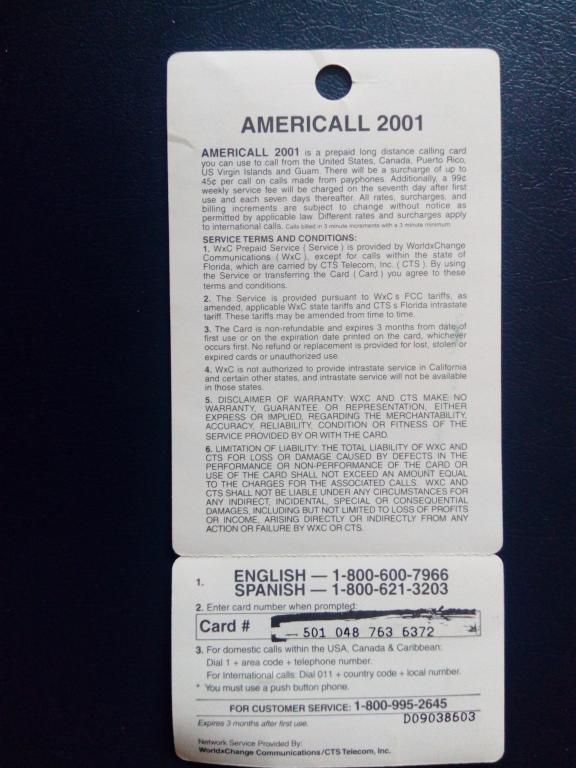 AMERICALL 2001
AMERICALL 2001 is a prepaid long distance calling card
you can use to call from the United States, Canada, Puerto Rico,
US Virgin Islands and Guam. There will be a surcharge of up to
45¢ per call on calls made from payphones. Additionally, a 99¢
weekly service fee will be charged on the seventh day after first
use and each seven days thereafter. All rates, surcharges, and
billing increments are subject to change without notice as
permitted by applicable law. Different rates and surcharges apply
to international calls. Calls billed in 3 minute increments with a 3 minute minimum.
SERVICE TERMS AND CONDITIONS:
1. WxC Prepaid Service ( Service ) is provided by WorldxChange
Communications ( WxC ), except for calls within the state of
Florida, which are carried by CTS Telecom, Inc. ( CTS ). By using
the Service or transferring the Card ( Card ) you agree to these
terms and conditions.
2. The Service is provided pursuant to WxC s FCC tariffs, as
amended, applicable WxC state tariffs and CTS s Florida intrastate
tariff. These tariffs may be amended from time to time.
3. The Card is non-refundable and expires 3 months from date of
first use or on the expiration date printed on the card, whichever
occurs first. No refund or replacement is provided for lost, stolen or
expired cards or unauthorized use.
4. WxC is not authorized to provide intrastate service in California
and certain other states, and intrastate service will not be available
in those states.
5. DISCLAIMER OF WARRANTY: WXC AND CTS MAKE NO
WARRANTY, GUARANTEE OR REPRESENTATION, EITHER
EXPRESS OR IMPLIED, REGARDING THE MERCHANTABILITY,
ACCURACY, RELIABILITY, CONDITION OR FITNESS OF THE
SERVICE PROVIDED BY OR WITH THE CARD.
6. LIMITATION OF LIABILITY: THE TOTAL LIABILITY OF WXC AND
CTS FOR LOSS OR DAMAGE CAUSED BY DEFECTS IN THE
PERFORMANCE OR NON-PERFORMANCE OF THE CARD OR
USE OF THE CARD SHALL NOT EXCEED AN AMOUNT EQUAL
TO THE CHARGES FOR THE ASSOCIATED CALLS. WXC AND
CTS SHALL NOT BE LIABLE UNDER ANY CIRCUMSTANCES FOR
ANY INDIRECT, INCIDENTAL, SPECIAL OR CONSEQUENTIAL
DAMAGES, INCLUDING BUT NOT LIMITED TO LOSS OF PROFITS
OR INCOME, ARISING DIRECTLY OR INDIRECTLY FROM ANY
ACTION OR FAILURE BY WXC OR CTS.
1. ENGLISH — 1-800-600-7966
SPANISH — 1-800-621-3203
2. Enter card number when prompted:
Card # 501 048 763 6372
3. For domestic calls within the USA, Canada & Caribbean:
Dial 1 + area code + telephone number.
For International calls: Dial 011 + country code + local number.
* You must use a push button phone.
FOR CUSTOMER SERVICE: 1-800-995-2645
Expires 3 months after first use. D09038603
Network Service Provided By:
WorldxChange Communications/CTS Telecom, Inc.